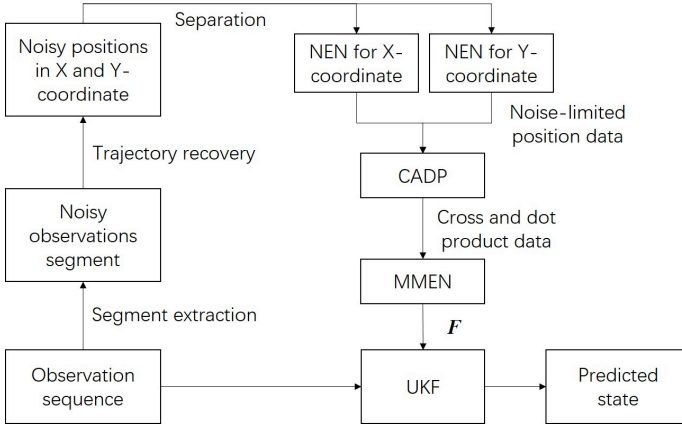 Noisy positions
in X and Y-
coordinate
Separation
NEN for X-
coordinate
NEN for Y-
coordinate
Noise-limited
position data
Trajectory recovery
CADP
Noisy
observations
segment
Cross and dot
product data
MMEN
Segment extraction
F
Observation
sequence
UKF
Predicted
state